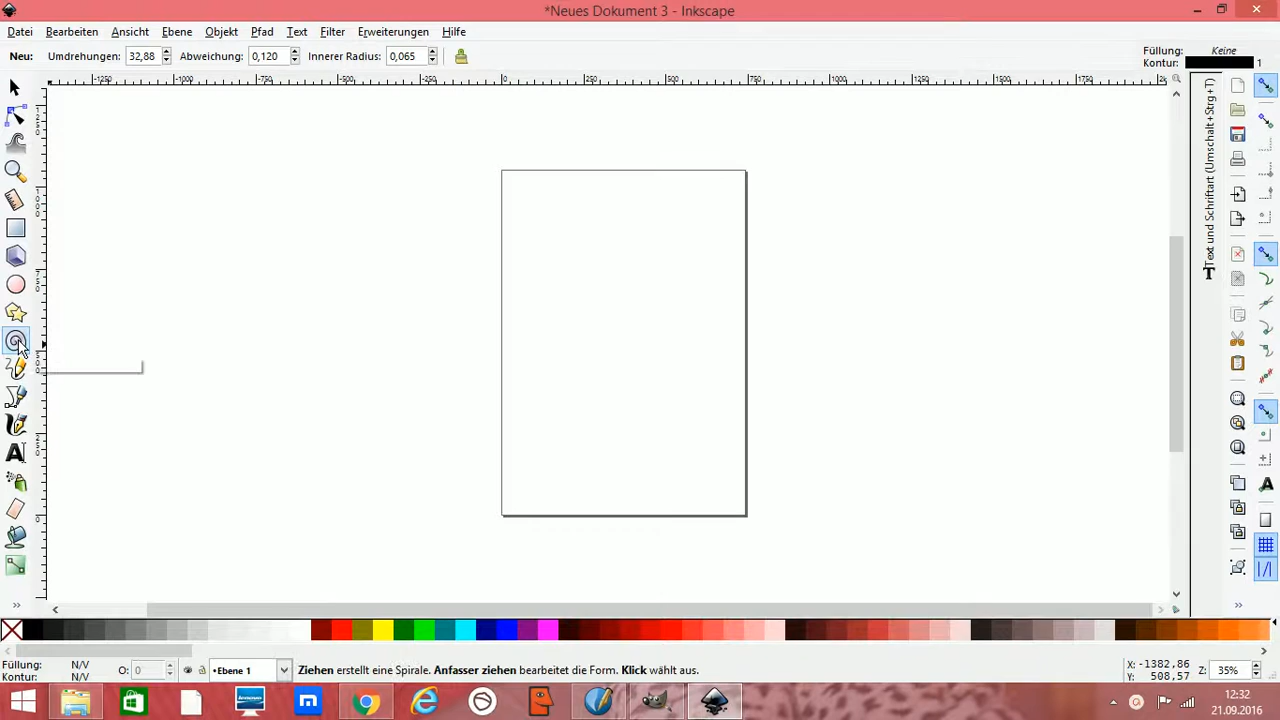 *Neues Dokument 3 - Inkscape
Datei Bearbeiten Ansicht Ebene Objekt Pfad Filter Text Erweiterungen Hilfe
Neu: Umdrehungen: 32,88 Abweichung: 0,120 Innerer Radius: 0,065
Füllung: Keine
Kontur: 1
Text und Schriftart (Umschalt+Strg+T)
Füllung: N/V O: 0 Ebene 1 Ziehen erstellt eine Spirale. Anfasser ziehen bearbeitet die Form. Klick wählt aus. X: -1382,86 Z: 35%
Kontur: N/V Y: 508,57
12:32
21.09.2016